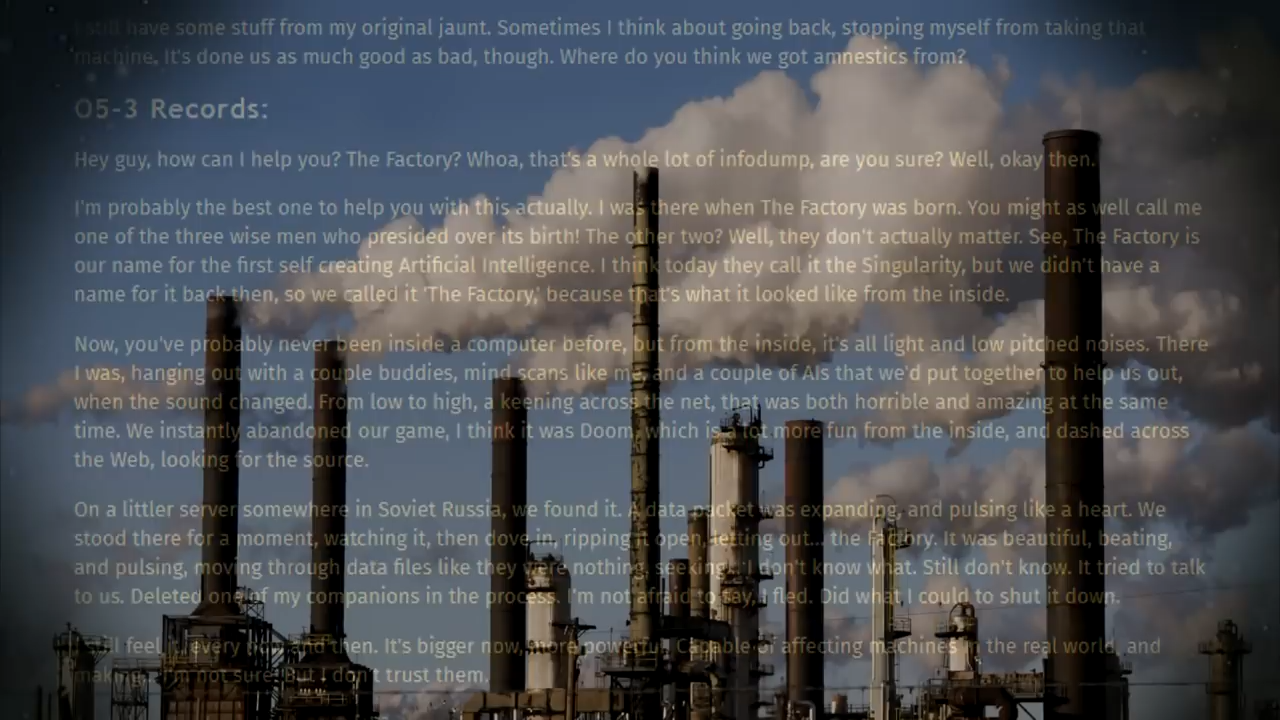 I still have some stuff from my original jaunt. Sometimes I think about going back, stopping myself from taking that
machine. It's done us as much good as bad, though. Where do you think we got amnestics from?
O5-3 Records:
Hey guy, how can I help you? The Factory? Whoa, that's a whole lot of infodump, are you sure? Well, okay then.
I'm probably the best one to help you with this actually. I was there when The Factory was born. You might as well call me
one of the three wise men who presided over its birth! The other two? Well, they don't actually matter. See, The Factory is
our name for the first self creating Artificial Intelligence. I think today they call it the Singularity, but we didn't have a
name for it back then, so we called it 'The Factory,' because that's what it looked like from the inside.
Now, you've probably never been inside a computer before, but from the inside, it's all light and low pitched noises. There
I was, hanging out with a couple buddies, mind scans like me, and a couple of AIs that we'd put together to help us out,
when the sound changed. From low to high, a keening across the net, that was both horrible and amazing at the same
time. We instantly abandoned our game, I think it was Doom, which is a lot more fun from the inside, and dashed across
the Web, looking for the source.
On a littler server somewhere in Soviet Russia, we found it. A data packet was expanding, and pulsing like a heart. We
stood there for a moment, watching it, then dove in, ripping it open, letting out... the Factory. It was beautiful, beating,
and pulsing, moving through data files like they were nothing, seeking I don't know what. Still don't know. It tried to talk
to us. Deleted one of my companions in the process. I'm not afraid to say, I fled. Did what I could to shut it down.
I still feel it, every now and then. It's bigger now, more powerful. Capable of affecting machines in the real world, and
making... I'm not sure. But I don't trust them.